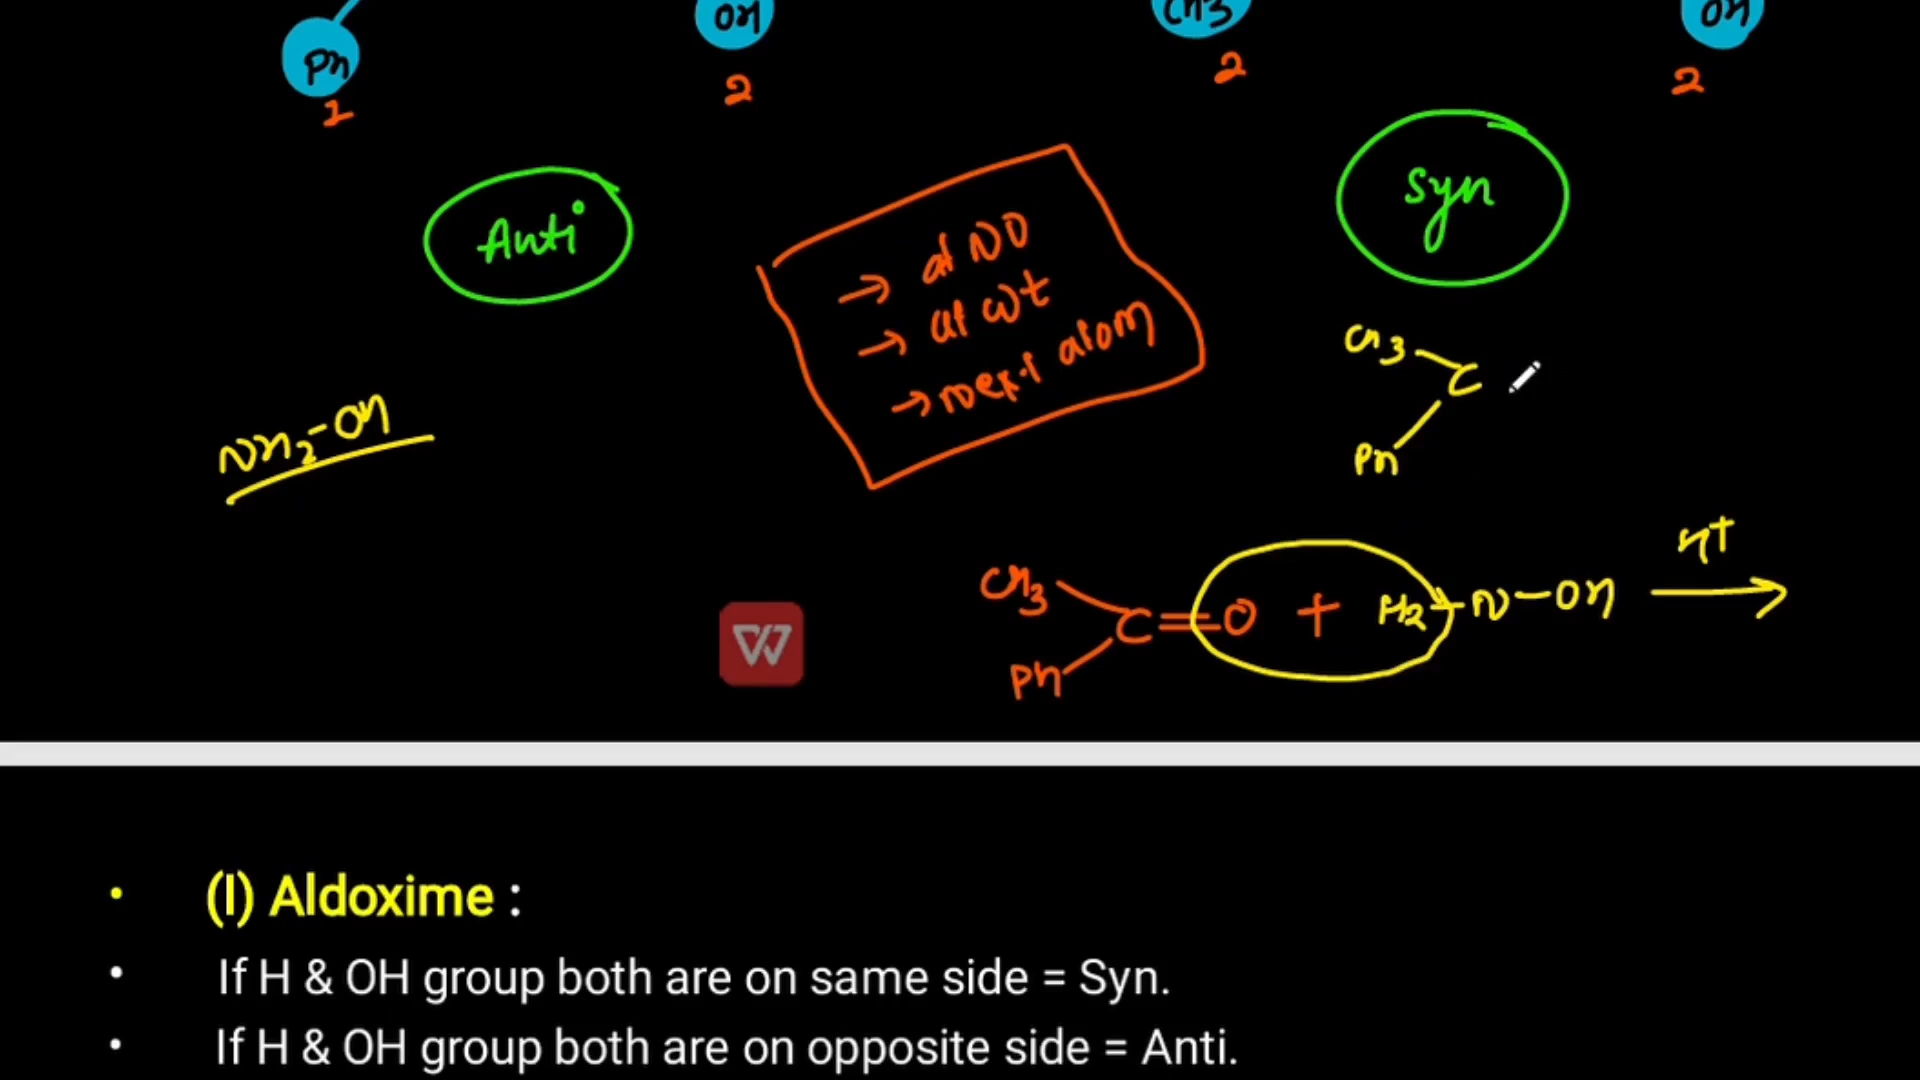 Ph OH CH3 OH
1 2 2 2
Anti Syn
→ at NO
→ at wt
→ next atom
CH3 C
Ph
NH2-OH
H+
CH3 C=O + H2 N-OH →
Ph
W
• (I) Aldoxime :
• If H & OH group both are on same side = Syn.
• If H & OH group both are on opposite side = Anti.